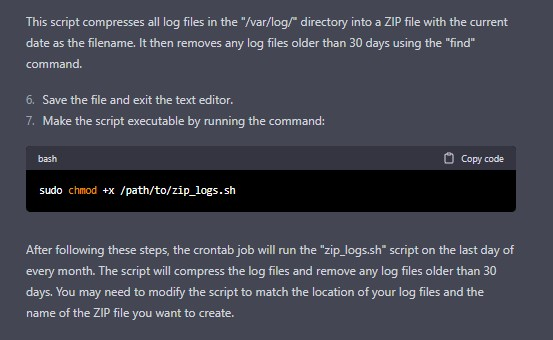 This script compresses all log files in the "/var/log/" directory into a ZIP file with the current
date as the filename. It then removes any log files older than 30 days using the "find"
command.
6. Save the file and exit the text editor.
7. Make the script executable by running the command:
bash Copy code
sudo chmod +x /path/to/zip_logs.sh
After following these steps, the crontab job will run the "zip_logs.sh" script on the last day of
every month. The script will compress the log files and remove any log files older than 30
days. You may need to modify the script to match the location of your log files and the
name of the ZIP file you want to create.